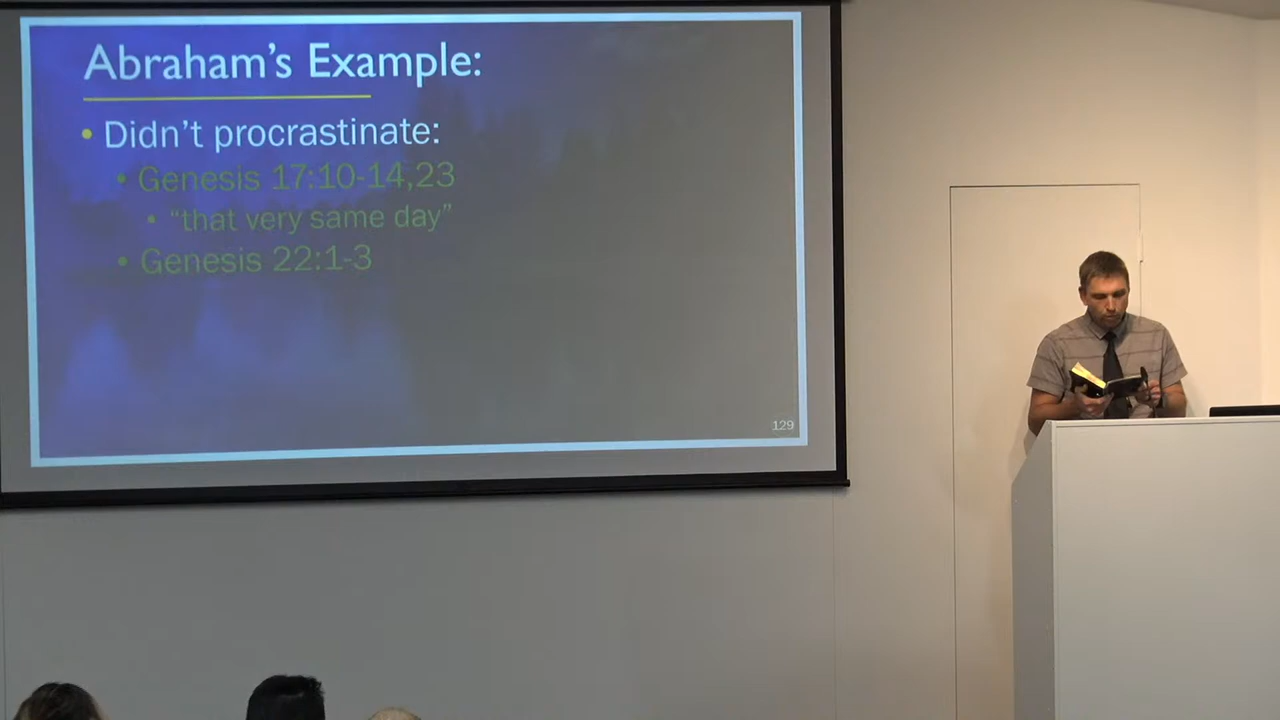 Abraham’s Example:
• Didn’t procrastinate:
• Genesis 17:10-14,23
• “that very same day”
• Genesis 22:1-3
129